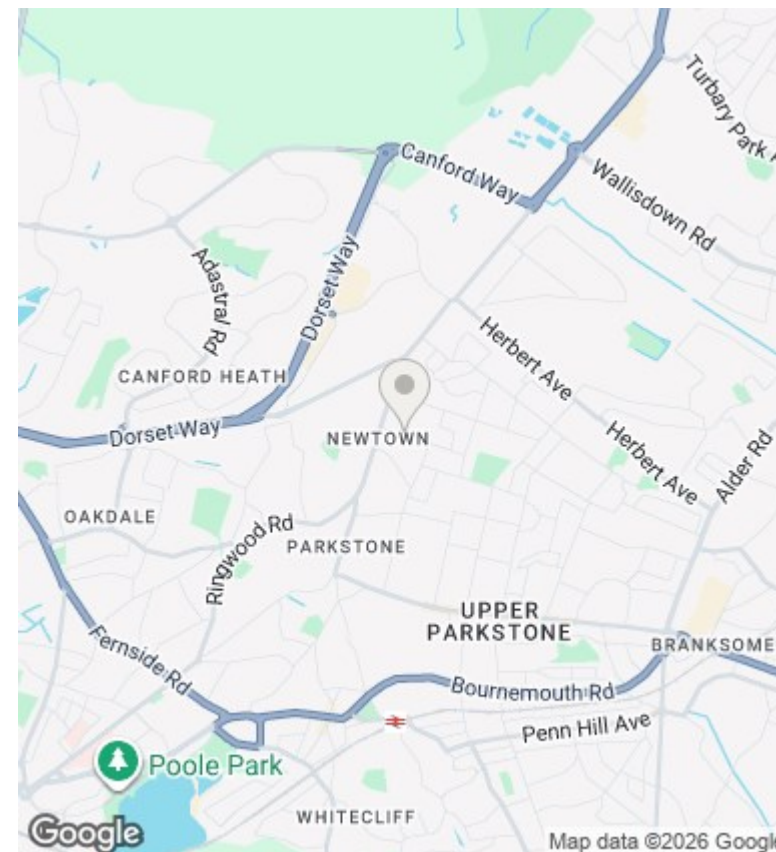 Turbary Park
Canford Way
Wallisdown Rd
Adastral Rd
Dorset Way
Herbert Ave
CANFORD HEATH
Dorset Way
NEWTOWN
Herbert Ave
Alder Rd
OAKDALE
Ringwood Rd
PARKSTONE
UPPER
PARKSTONE
BRANKSOME
Fernside Rd
Bournemouth Rd
Penn Hill Ave
Poole Park
WHITECLIFF
Google
Map data ©2026 Google